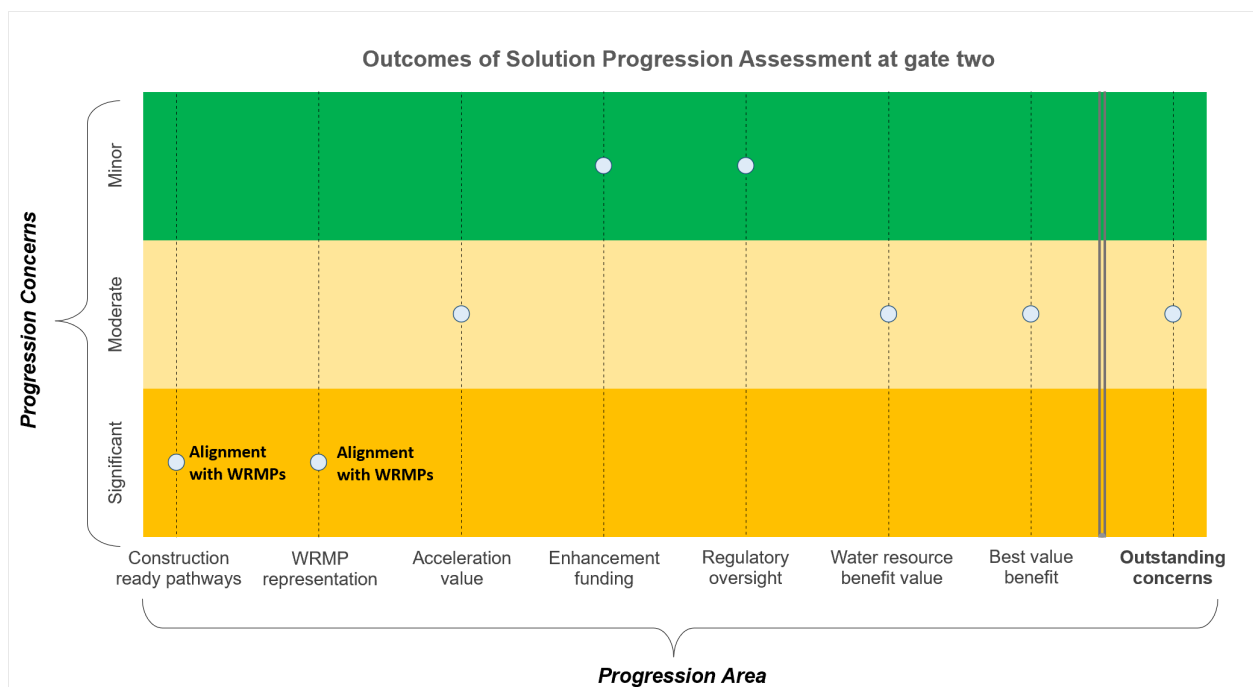 Outcomes of Solution Progression Assessment at gate two
Progression Concerns
Minor
Moderate
Significant
Alignment
with WRMPs
Alignment
with WRMPs
Construction
ready pathways
WRMP
representation
Acceleration
value
Enhancement
funding
Regulatory
oversight
Water resource
benefit value
Best value
benefit
Outstanding
concerns
Progression Area